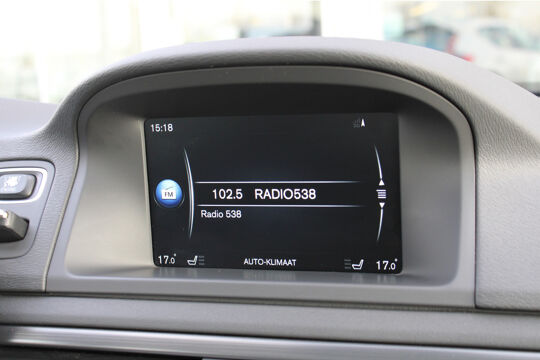 15:18
FM
102.5 RADIO538
Radio 538
17.0° AUTO-KLIMAAT 17.0°